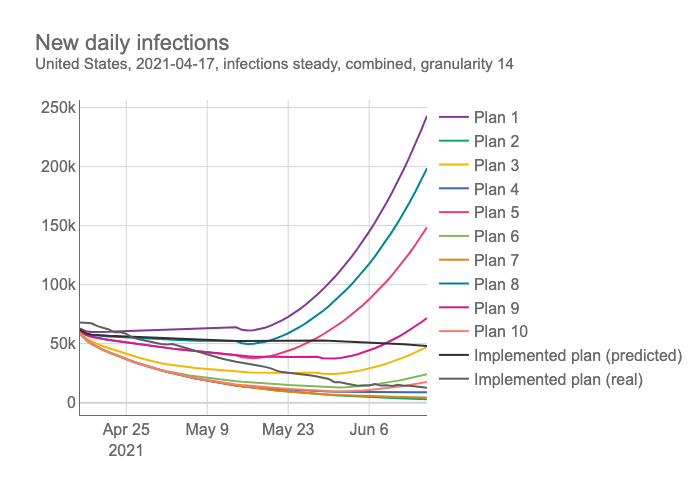 New daily infections
United States, 2021-04-17, infections steady, combined, granularity 14
250k
200k
150k
100k
50k
0
Apr 25
2021
May 9
May 23
Jun 6
Plan 1
Plan 2
Plan 3
Plan 4
Plan 5
Plan 6
Plan 7
Plan 8
Plan 9
Plan 10
Implemented plan (predicted)
Implemented plan (real)